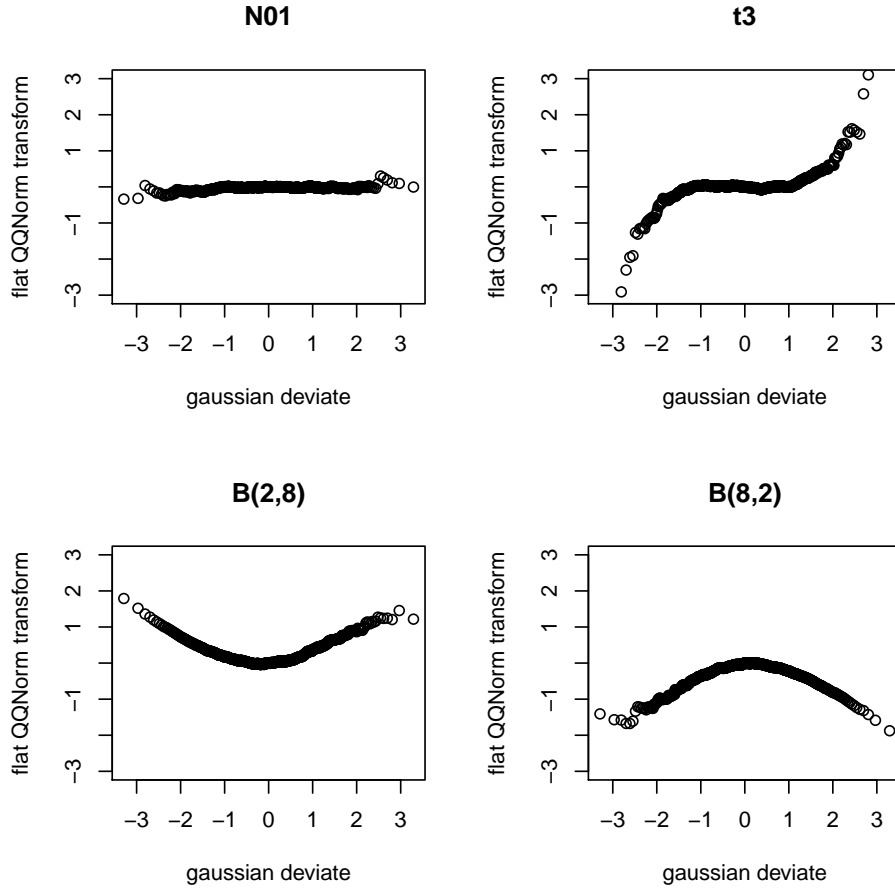 N01
flat QQNorm transform
3
2
1
−1
−3
−3 −2 −1 0 1 2 3
gaussian deviate
t3
flat QQNorm transform
3
2
1
−1
−3
−3 −2 −1 0 1 2 3
gaussian deviate
B(2,8)
flat QQNorm transform
3
2
1
−1
−3
−3 −2 −1 0 1 2 3
gaussian deviate
B(8,2)
flat QQNorm transform
3
2
1
−1
−3
−3 −2 −1 0 1 2 3
gaussian deviate